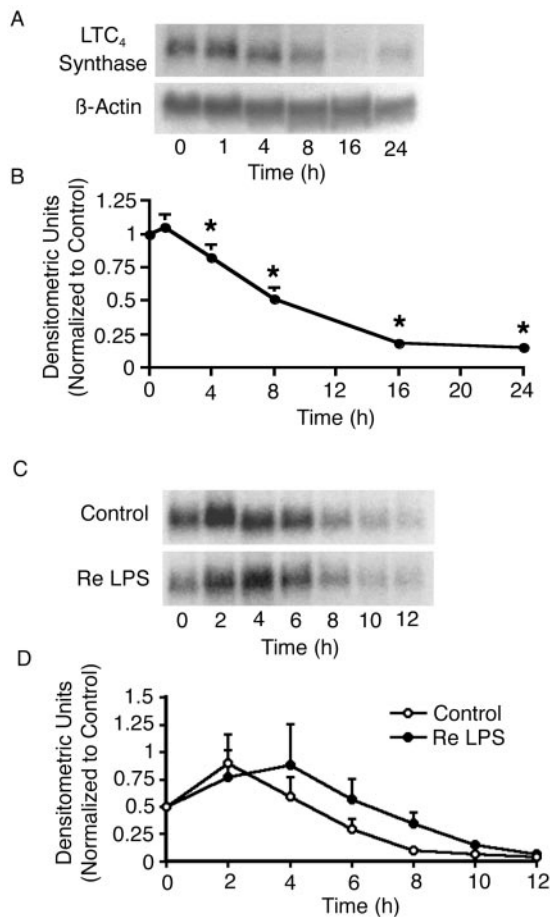 A
LTC4
Synthase
ß-Actin
0 1 4 8 16 24
Time (h)
B
Densitometric Units
(Normalized to Control)
1.25
1
0.75
0.5
0.25
0
* * * *
0 4 8 12 16 20 24
Time (h)
C
Control
Re LPS
0 2 4 6 8 10 12
Time (h)
D
Densitometric Units
(Normalized to Control)
1.5
1
0.75
0.5
0.25
0
Control
Re LPS
0 2 4 6 8 10 12
Time (h)